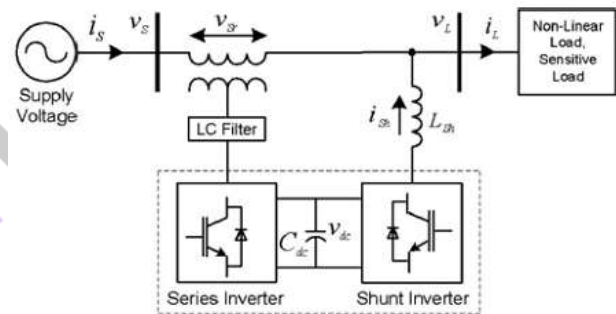 i_S
v_S
v_Sr
v_L
i_L
Non-Linear
Load,
Sensitive
Load
Supply
Voltage
LC Filter
i_Sh
L_Sh
C_dc
v_dc
Series Inverter
Shunt Inverter